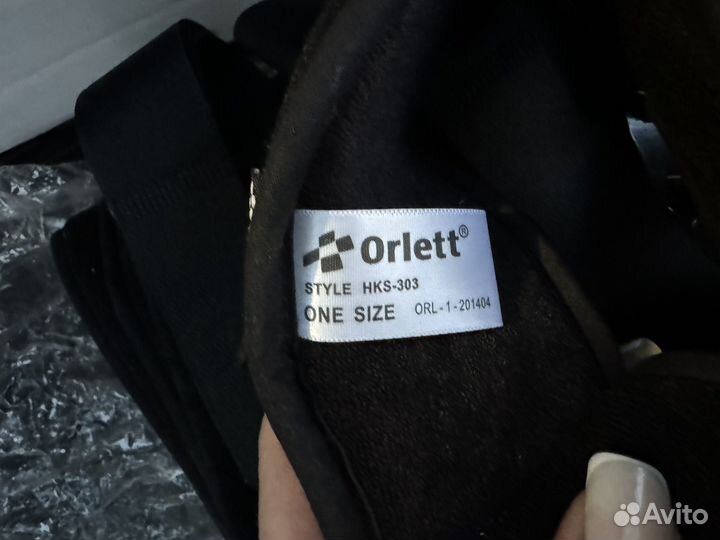 Orlett®
STYLE HKS-303
ONE SIZE ORL-1-201404
Avito